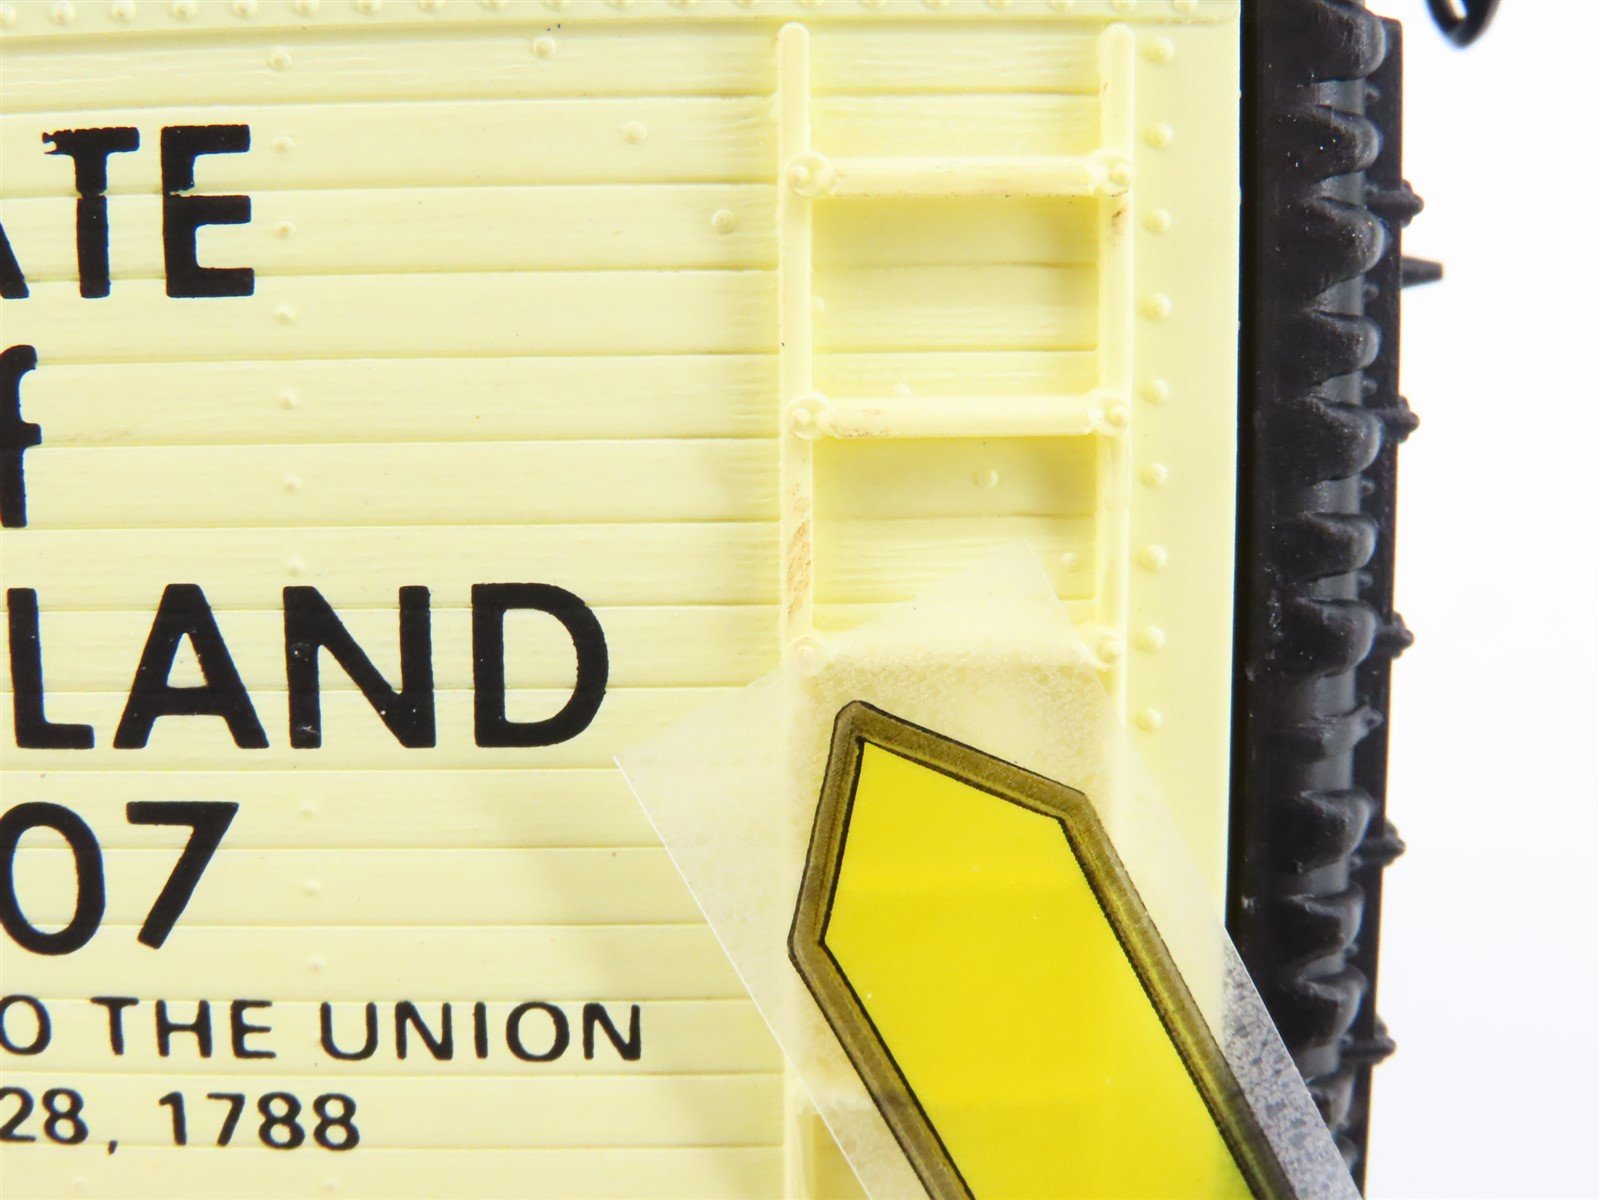 ATE
f
LAND
07
O THE UNION
28, 1788